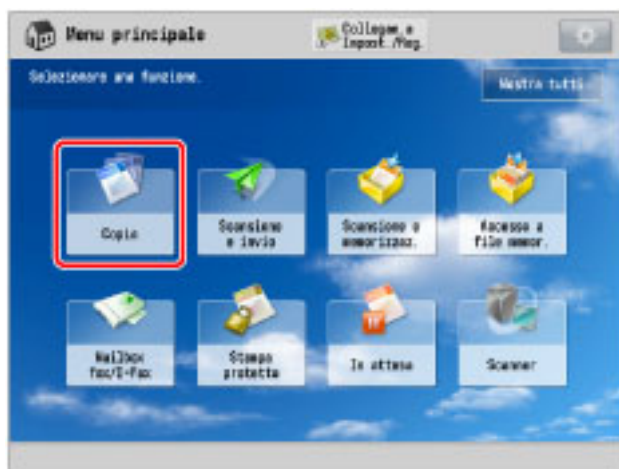 Menu principale
Collegam. a
Impost./Reg.
Selezionare una funzione.
Mostra tutti
Copia
Scansione
e invio
Scansione e
memorizzaz.
Accesso a
file memor.
Mailbox
fax/I-Fax
Stampa
protetta
In attesa
Scanner